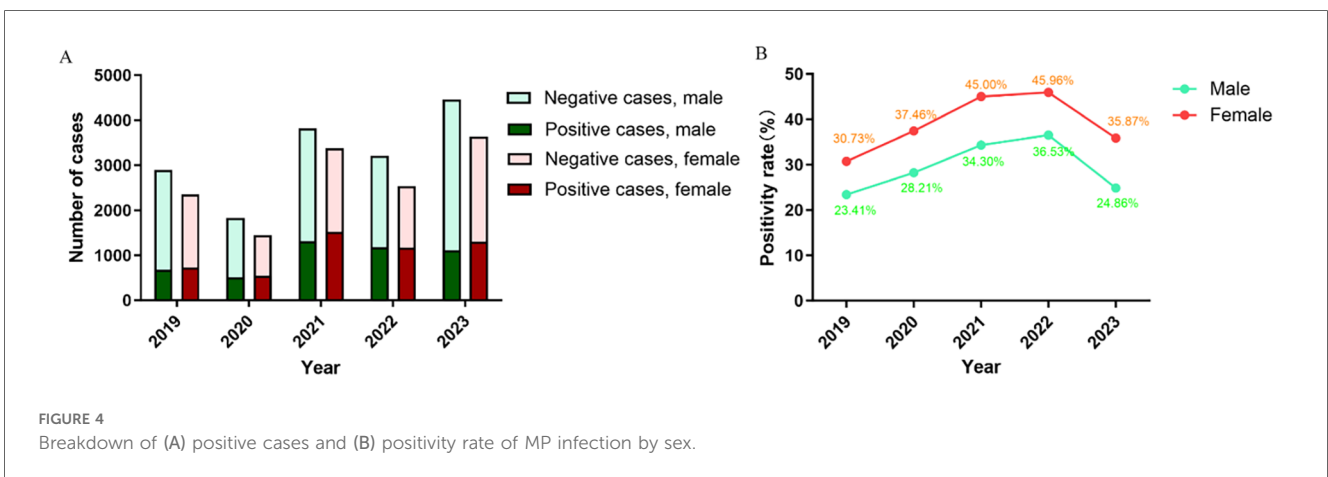 A
5000
4000
3000
2000
1000
0
Number of cases
2019
2020
2021
2022
2023
Year
Negative cases, male
Positive cases, male
Negative cases, female
Positive cases, female
B
50
40
30
20
10
0
Positivity rate(%)
30.73%
37.46%
45.00%
45.96%
35.87%
23.41%
28.21%
34.30%
36.53%
24.86%
2019
2020
2021
2022
2023
Year
Male
Female
FIGURE 4
Breakdown of (A) positive cases and (B) positivity rate of MP infection by sex.